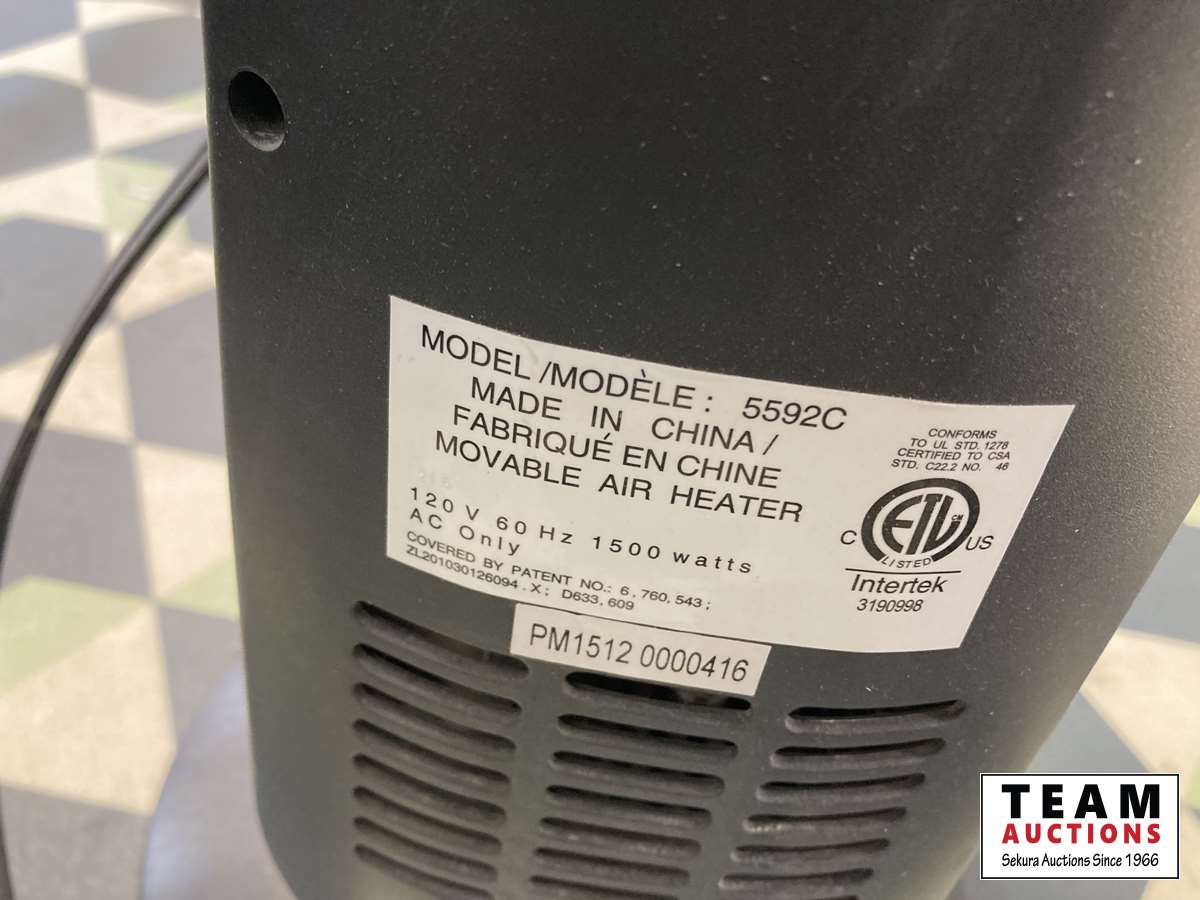 MODEL /MODÈLE : 5592C
MADE IN CHINA /
FABRIQUÉ EN CHINE
MOVABLE AIR HEATER
120 V 60 Hz 1500 watts
AC Only
COVERED BY PATENT NO.: 6,760,543;
ZL201030126094.X; D633,609
CONFORMS
TO UL STD. 1278
CERTIFIED TO CSA
STD. C22.2 NO. 46
ETL CM
C US
LISTED
Intertek
3190998
PM1512 0000416
TEAM
AUCTIONS
Sekura Auctions Since 1966